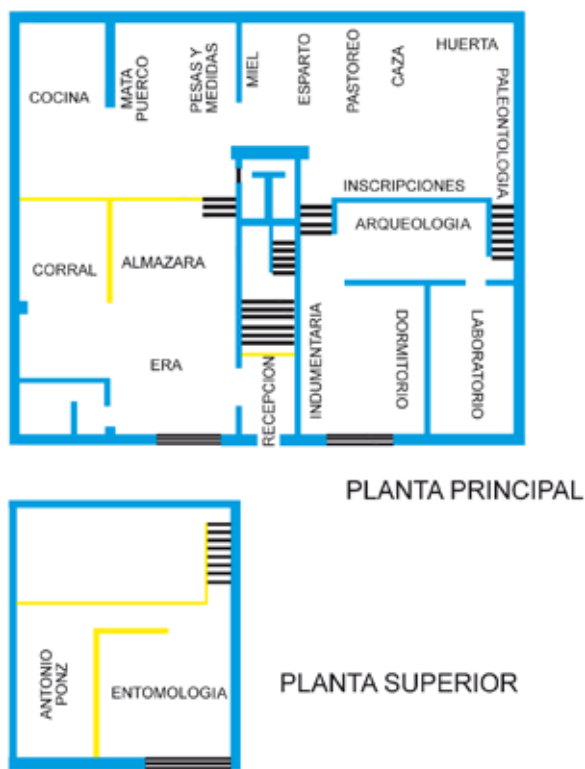 HUERTA
COCINA
MATA
PUERCO
PESAS Y
MEDIDAS
MIEL
ESPARTO
PASTOREO
CAZA
PALEONTOLOGIA
INSCRIPCIONES
ARQUEOLOGIA
CORRAL
ALMAZARA
ERA
RECEPCION
INDUMENTARIA
DORMITORIO
LABORATORIO
PLANTA PRINCIPAL
ANTONIO
PONZ
ENTOMOLOGIA
PLANTA SUPERIOR